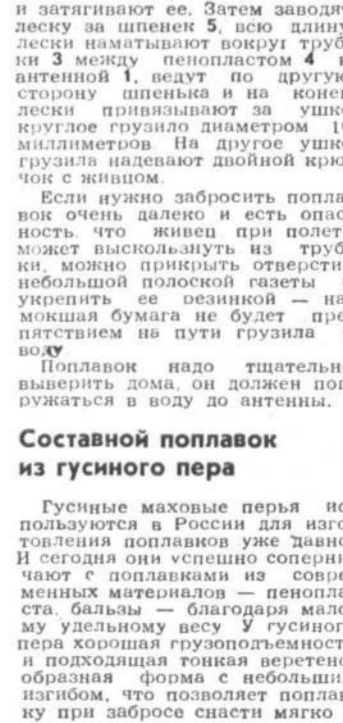 и затягивают ее. Затем заводя
леску за шпенек 5, всю длину
лески наматывают вокруг труб-
ки 3 между пенопластом 4
антенной 1, ведут по другую
сторону шпенька и на конец
лески привязывают за ушко
круглое грузило диаметром 1
миллиметров. На другое ушко
грузила надевают двойной крю-
чок с живцом.
Если нужно забросить попла-
вок очень далеко и есть опас-
ность, что живец при полет
может выскользнуть из труб-
ки, можно прикрыть отверсти
небольшой полоской газеты
укрепить ее резинкой — на
мокшая бумага не будет пре
пятствием на пути грузила
воду
Поплавок надо тщательн
выверить дома, он должен пог
ружаться в воду до антенны.
Составной поплавок
из гусиного пера
Гусиные маховые перья ис
пользуются в России для изго
товления поплавков уже давно
И сегодня они успешно соперни
чают с поплавками из совре
менных материалов — пенопла
ста, бальзы — благодаря мало
му удельному весу У гусиног
пера хорошая грузоподъемност
и подходящая тонкая веретено
образная форма с небольши
изгибом, что позволяет поплав
ку при забросе снасти мягко